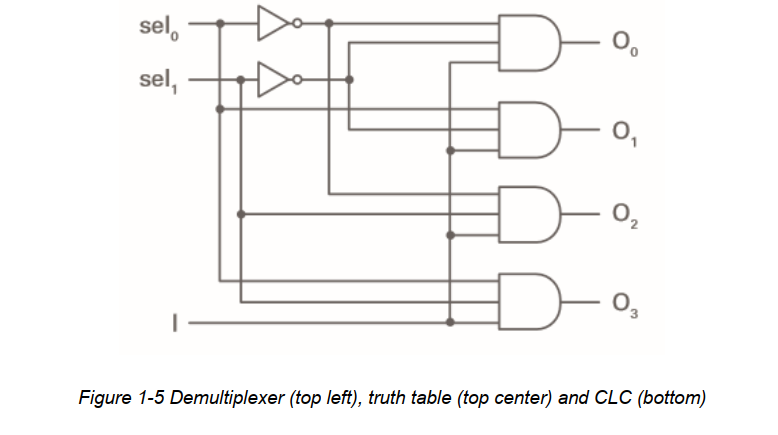 sel₀
O₀
sel₁
O₁
O₂
O₃
I
Figure 1-5 Demultiplexer (top left), truth table (top center) and CLC (bottom)